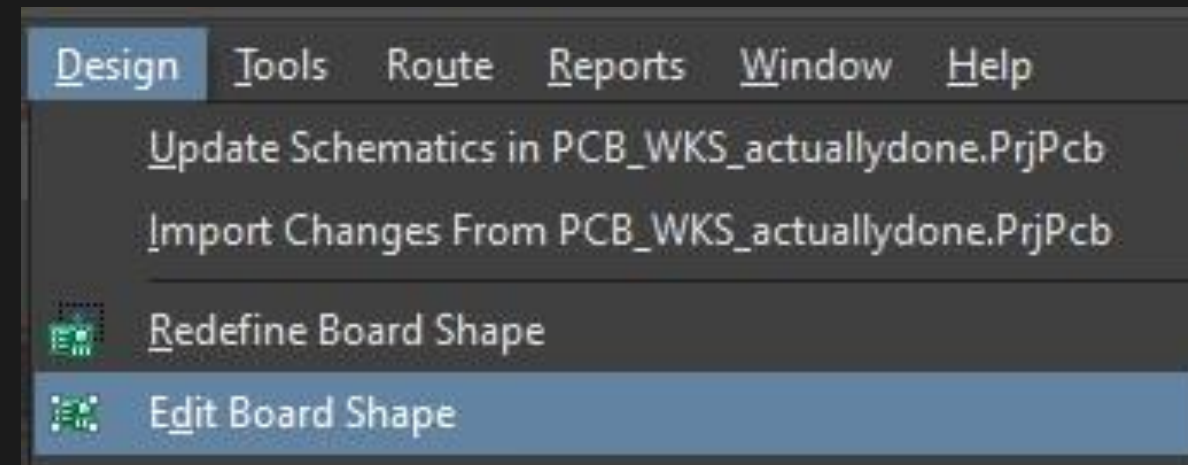 Design Tools Route Reports Window Help
Update Schematics in PCB_WKS_actuallydone.PrjPcb
Import Changes From PCB_WKS_actuallydone.PrjPcb
Redefine Board Shape
Edit Board Shape